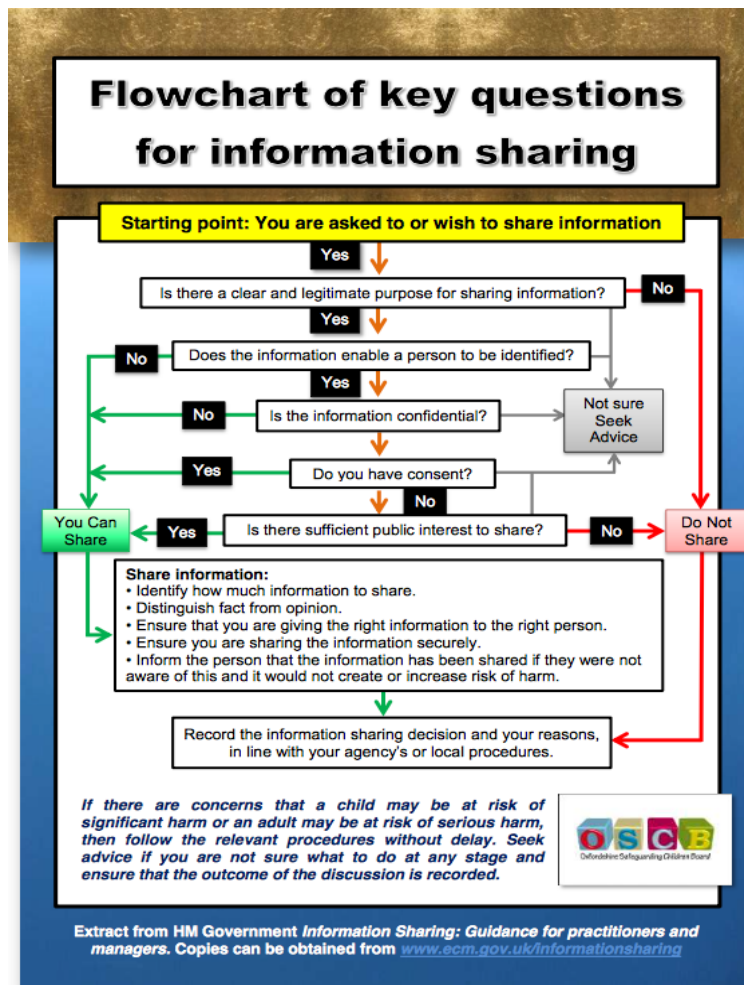 Flowchart of key questions
for information sharing
Starting point: You are asked to or wish to share information
Yes
Is there a clear and legitimate purpose for sharing information?
No
Yes
No
Does the information enable a person to be identified?
Yes
No
Is the information confidential?
Not sure
Seek
Advice
Yes
Do you have consent?
No
You Can
Share
Yes
Is there sufficient public interest to share?
No
Do Not
Share
Share information:
• Identify how much information to share.
• Distinguish fact from opinion.
• Ensure that you are giving the right information to the right person.
• Ensure you are sharing the information securely.
• Inform the person that the information has been shared if they were not
aware of this and it would not create or increase risk of harm.
Record the information sharing decision and your reasons,
in line with your agency's or local procedures.
If there are concerns that a child may be at risk of
significant harm or an adult may be at risk of serious harm,
then follow the relevant procedures without delay. Seek
advice if you are not sure what to do at any stage and
ensure that the outcome of the discussion is recorded.
OSCB
Oxfordshire Safeguarding Children Board
Extract from HM Government Information Sharing: Guidance for practitioners and
managers. Copies can be obtained from www.ecm.gov.uk/informationsharing